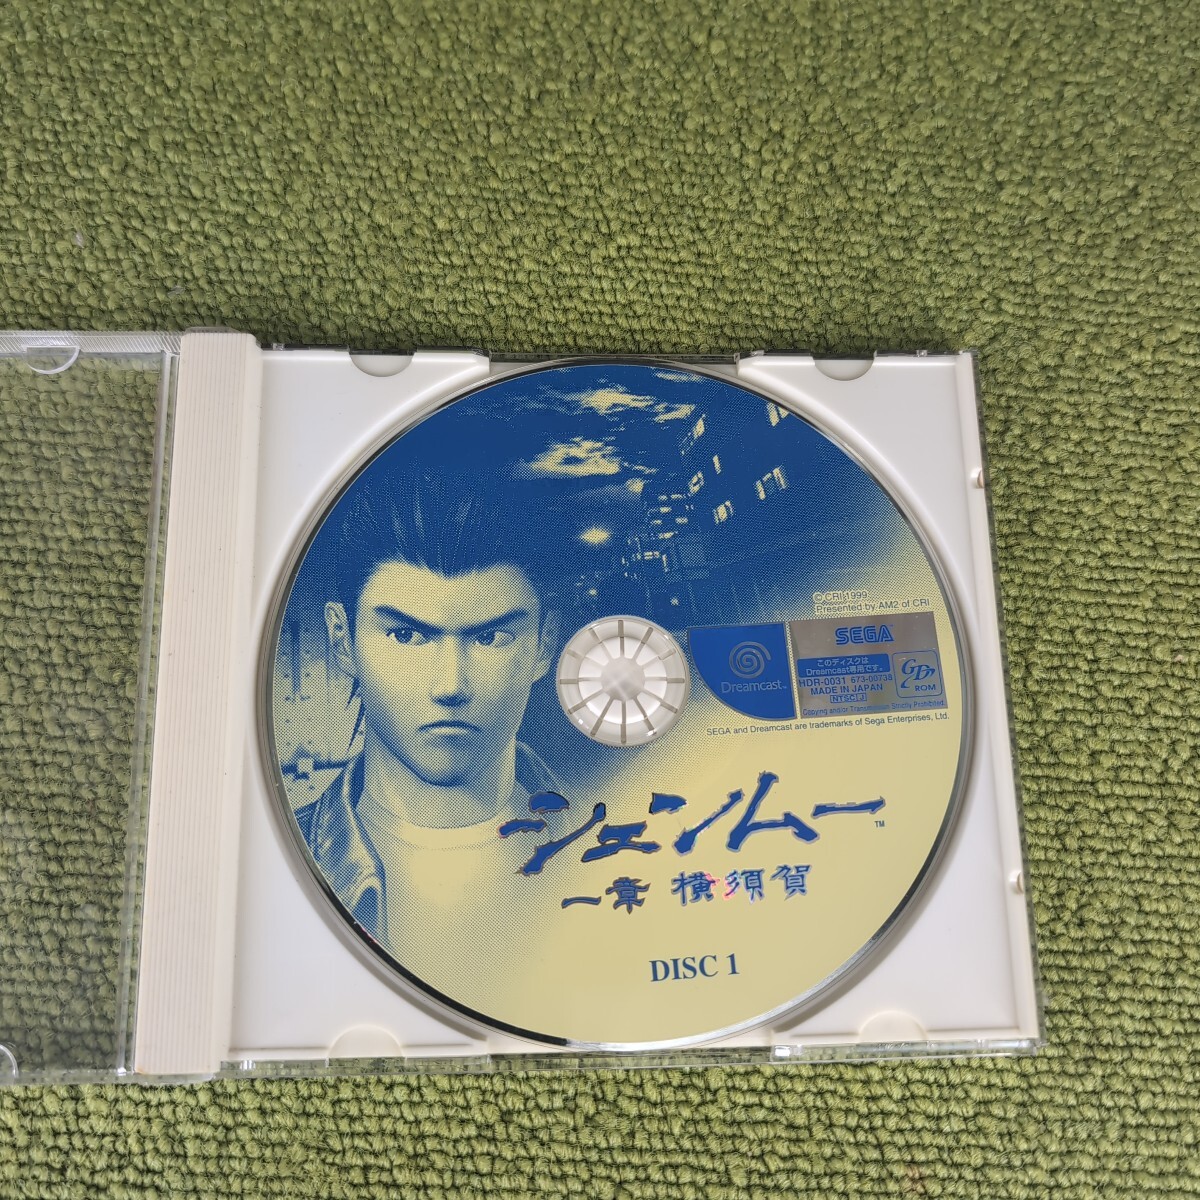 © CRI 1999
Presented by AM2 of CRI
SEGA
このディスクは
Dreamcast専用です。
HDR-0031 673-00738
MADE IN JAPAN
NTSC-J
Copying and/or Transmission Strictly Prohibited.
GD
ROM
Dreamcast™
SEGA and Dreamcast are trademarks of Sega Enterprises, Ltd.
シェンムー™
一章 横須賀
DISC 1